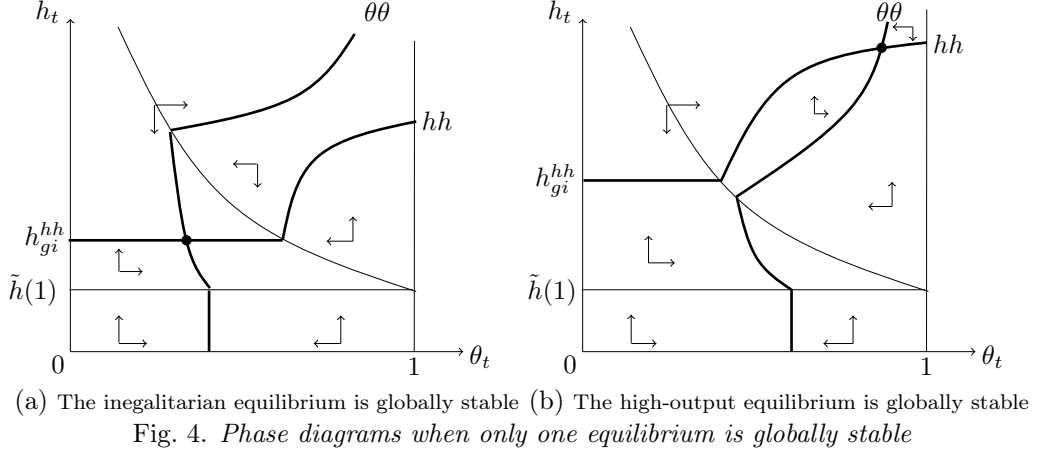 h_t
θθ
hh
h_{gi}^{hh}
h̃(1)
0
1
θ_t
h_t
θθ
hh
h_{gi}^{hh}
h̃(1)
0
1
θ_t
(a) The inegalitarian equilibrium is globally stable
(b) The high-output equilibrium is globally stable
Fig. 4. Phase diagrams when only one equilibrium is globally stable